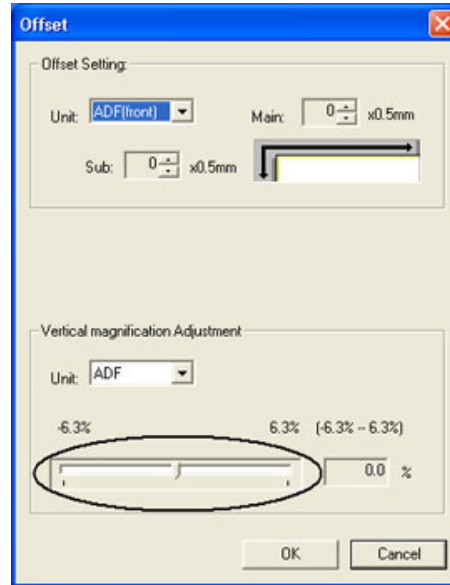 Offset
Offset Setting:
Unit: ADF(front) Main: 0 x0.5mm
Sub: 0 x0.5mm
Vertical magnification Adjustment
Unit: ADF
-6.3% 6.3% (-6.3% -- 6.3%)
0.0 %
OK Cancel